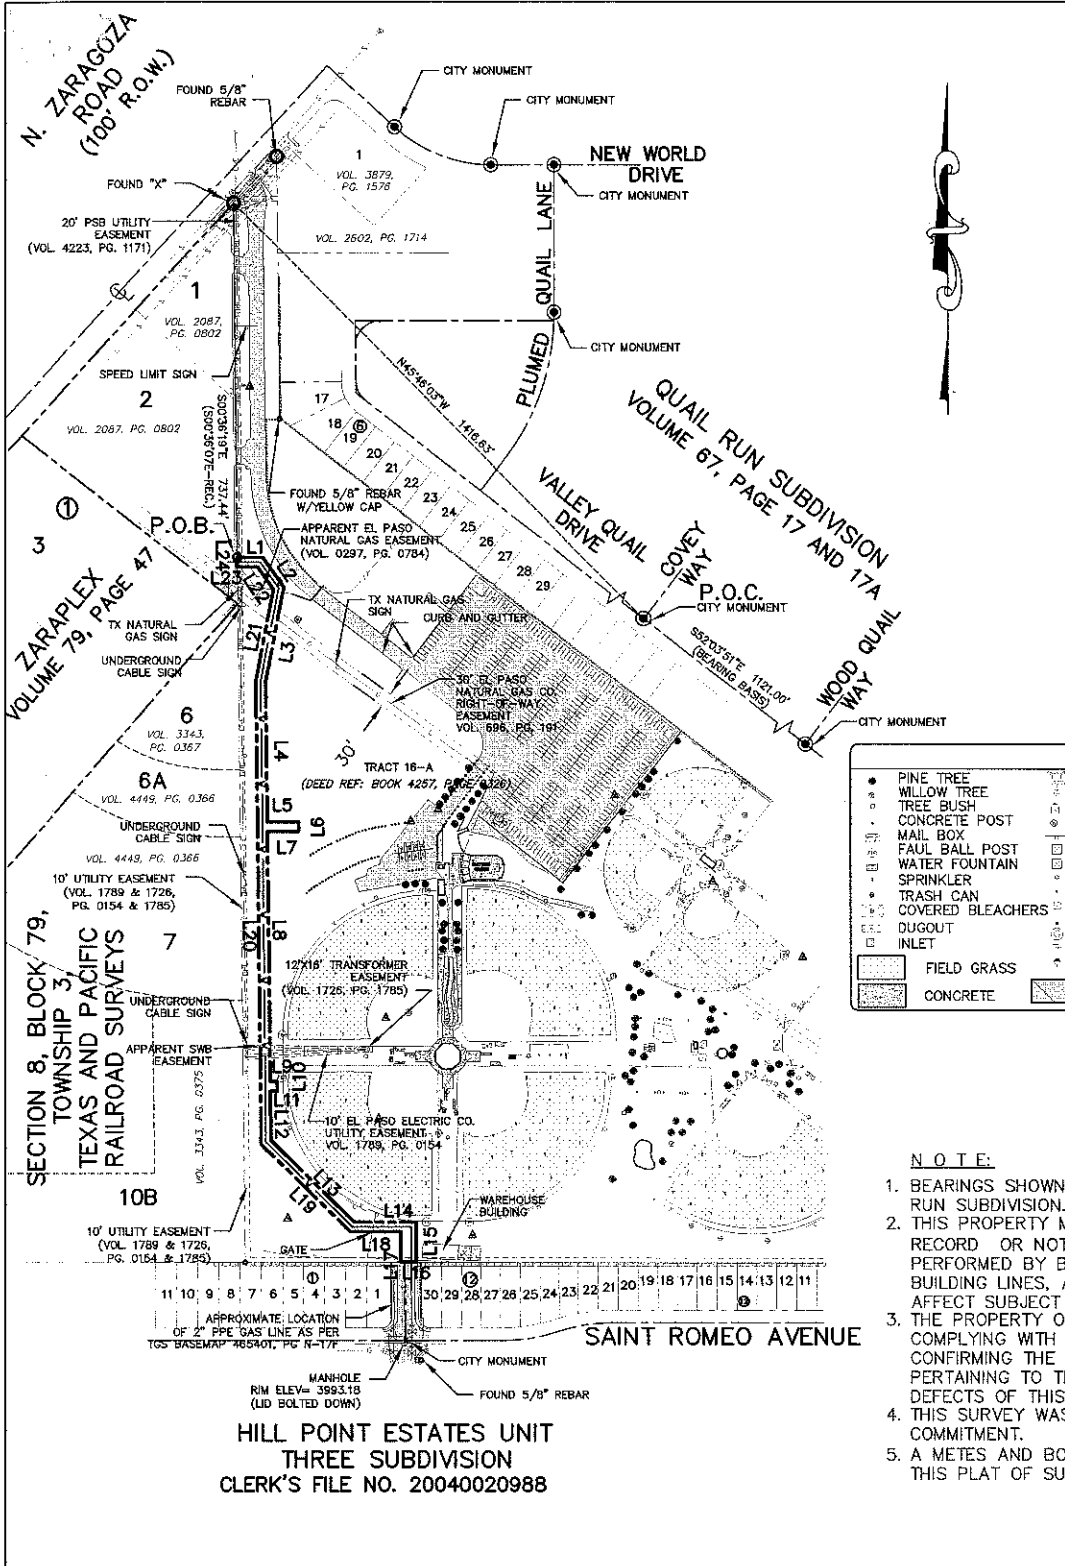 N. ZARAGOZA
ROAD
(100' R.O.W.)
FOUND 5/8"
REBAR
CITY MONUMENT
CITY MONUMENT
NEW WORLD
DRIVE
CITY MONUMENT
1
VOL. 3879,
PG. 1576
FOUND "X"
20' PSB UTILITY
EASEMENT
(VOL. 4223, PG. 1171)
VOL. 2602, PG. 1714
PLUMED QUAIL LANE
1
VOL. 2087,
PG. 0802
CITY MONUMENT
SPEED LIMIT SIGN
2
VOL. 2087, PG. 0802
S00°36'19"E 737.44'
(S00°36'07"E-REC.)
N45°46'03"W 1416.63'
QUAIL RUN SUBDIVISION
VOLUME 67, PAGE 17 AND 17A
17
18
19
6
20
21
22
23
24
25
26
27
28
29
VALLEY QUAIL
DRIVE
COVEY
WAY
FOUND 5/8" REBAR
W/YELLOW CAP
1
3
APPARENT EL PASO
NATURAL GAS EASEMENT
(VOL. 0297, PG. 0784)
P.O.B.
L1
L2
L24
L23
L22
ZARAPLEX
VOLUME 79, PAGE 47
P.O.C.
CITY MONUMENT
S52°03'51"E 1121.00'
(BEARING BASIS)
WOOD QUAIL
WAY
CITY MONUMENT
TX NATURAL GAS
SIGN
CURB AND GUTTER
TX NATURAL
GAS SIGN
UNDERGROUND
CABLE SIGN
L21
L3
30' EL PASO
NATURAL GAS CO.
RIGHT-OF-WAY
EASEMENT
VOL. 696, PG. 191
30'
6
VOL. 3343,
PG. 0367
L4
TRACT 16-A
(DEED REF: BOOK 4257, PAGE 0326)
6A
VOL. 4449, PG. 0366
L5
L6
L7
UNDERGROUND
CABLE SIGN
VOL. 4449, PG. 0366
10' UTILITY EASEMENT
(VOL. 1789 & 1726,
PG. 0154 & 1785)
7
L20
L8
SECTION 8, BLOCK 79,
TOWNSHIP 3,
TEXAS AND PACIFIC
RAILROAD SURVEYS
12'X16' TRANSFORMER
EASEMENT
(VOL. 1726, PG. 1785)
UNDERGROUND
CABLE SIGN
APPARENT SWB
EASEMENT
L9
L10
L11
L12
VOL. 3343, PG. 0375
10' EL PASO ELECTRIC CO.
UTILITY EASEMENT
VOL. 1789, PG. 0154
10B
L13
L19
L14
L18
L15
WAREHOUSE
BUILDING
10' UTILITY EASEMENT
(VOL. 1789 & 1726,
PG. 0154 & 1785)
GATE
L17
L16
1
12
11 10 9 8 7 6 5 4 3 2 1
30 29 28 27 26 25 24 23 22 21 20 19 18 17 16 15 14 13 12 11
APPROXIMATE LOCATION
OF 2" PPE GAS LINE AS PER
TGS BASEMAP 465401, PG N-17F
SAINT ROMEO AVENUE
CITY MONUMENT
MANHOLE
RIM ELEV= 3993.18
(LID BOLTED DOWN)
FOUND 5/8" REBAR
HILL POINT ESTATES UNIT
THREE SUBDIVISION
CLERK'S FILE NO. 20040020988
PINE TREE
WILLOW TREE
TREE BUSH
CONCRETE POST
MAIL BOX
FAUL BALL POST
WATER FOUNTAIN
SPRINKLER
TRASH CAN
COVERED BLEACHERS
DUGOUT
INLET
FIELD GRASS
CONCRETE
NOTE:
1. BEARINGS SHOWN
RUN SUBDIVISION.
2. THIS PROPERTY M
RECORD OR NOT
PERFORMED BY B
BUILDING LINES, A
AFFECT SUBJECT
3. THE PROPERTY O
COMPLYING WITH
CONFIRMING THE
PERTAINING TO T
DEFECTS OF THIS
4. THIS SURVEY WAS
COMMITMENT.
5. A METES AND BO
THIS PLAT OF SU